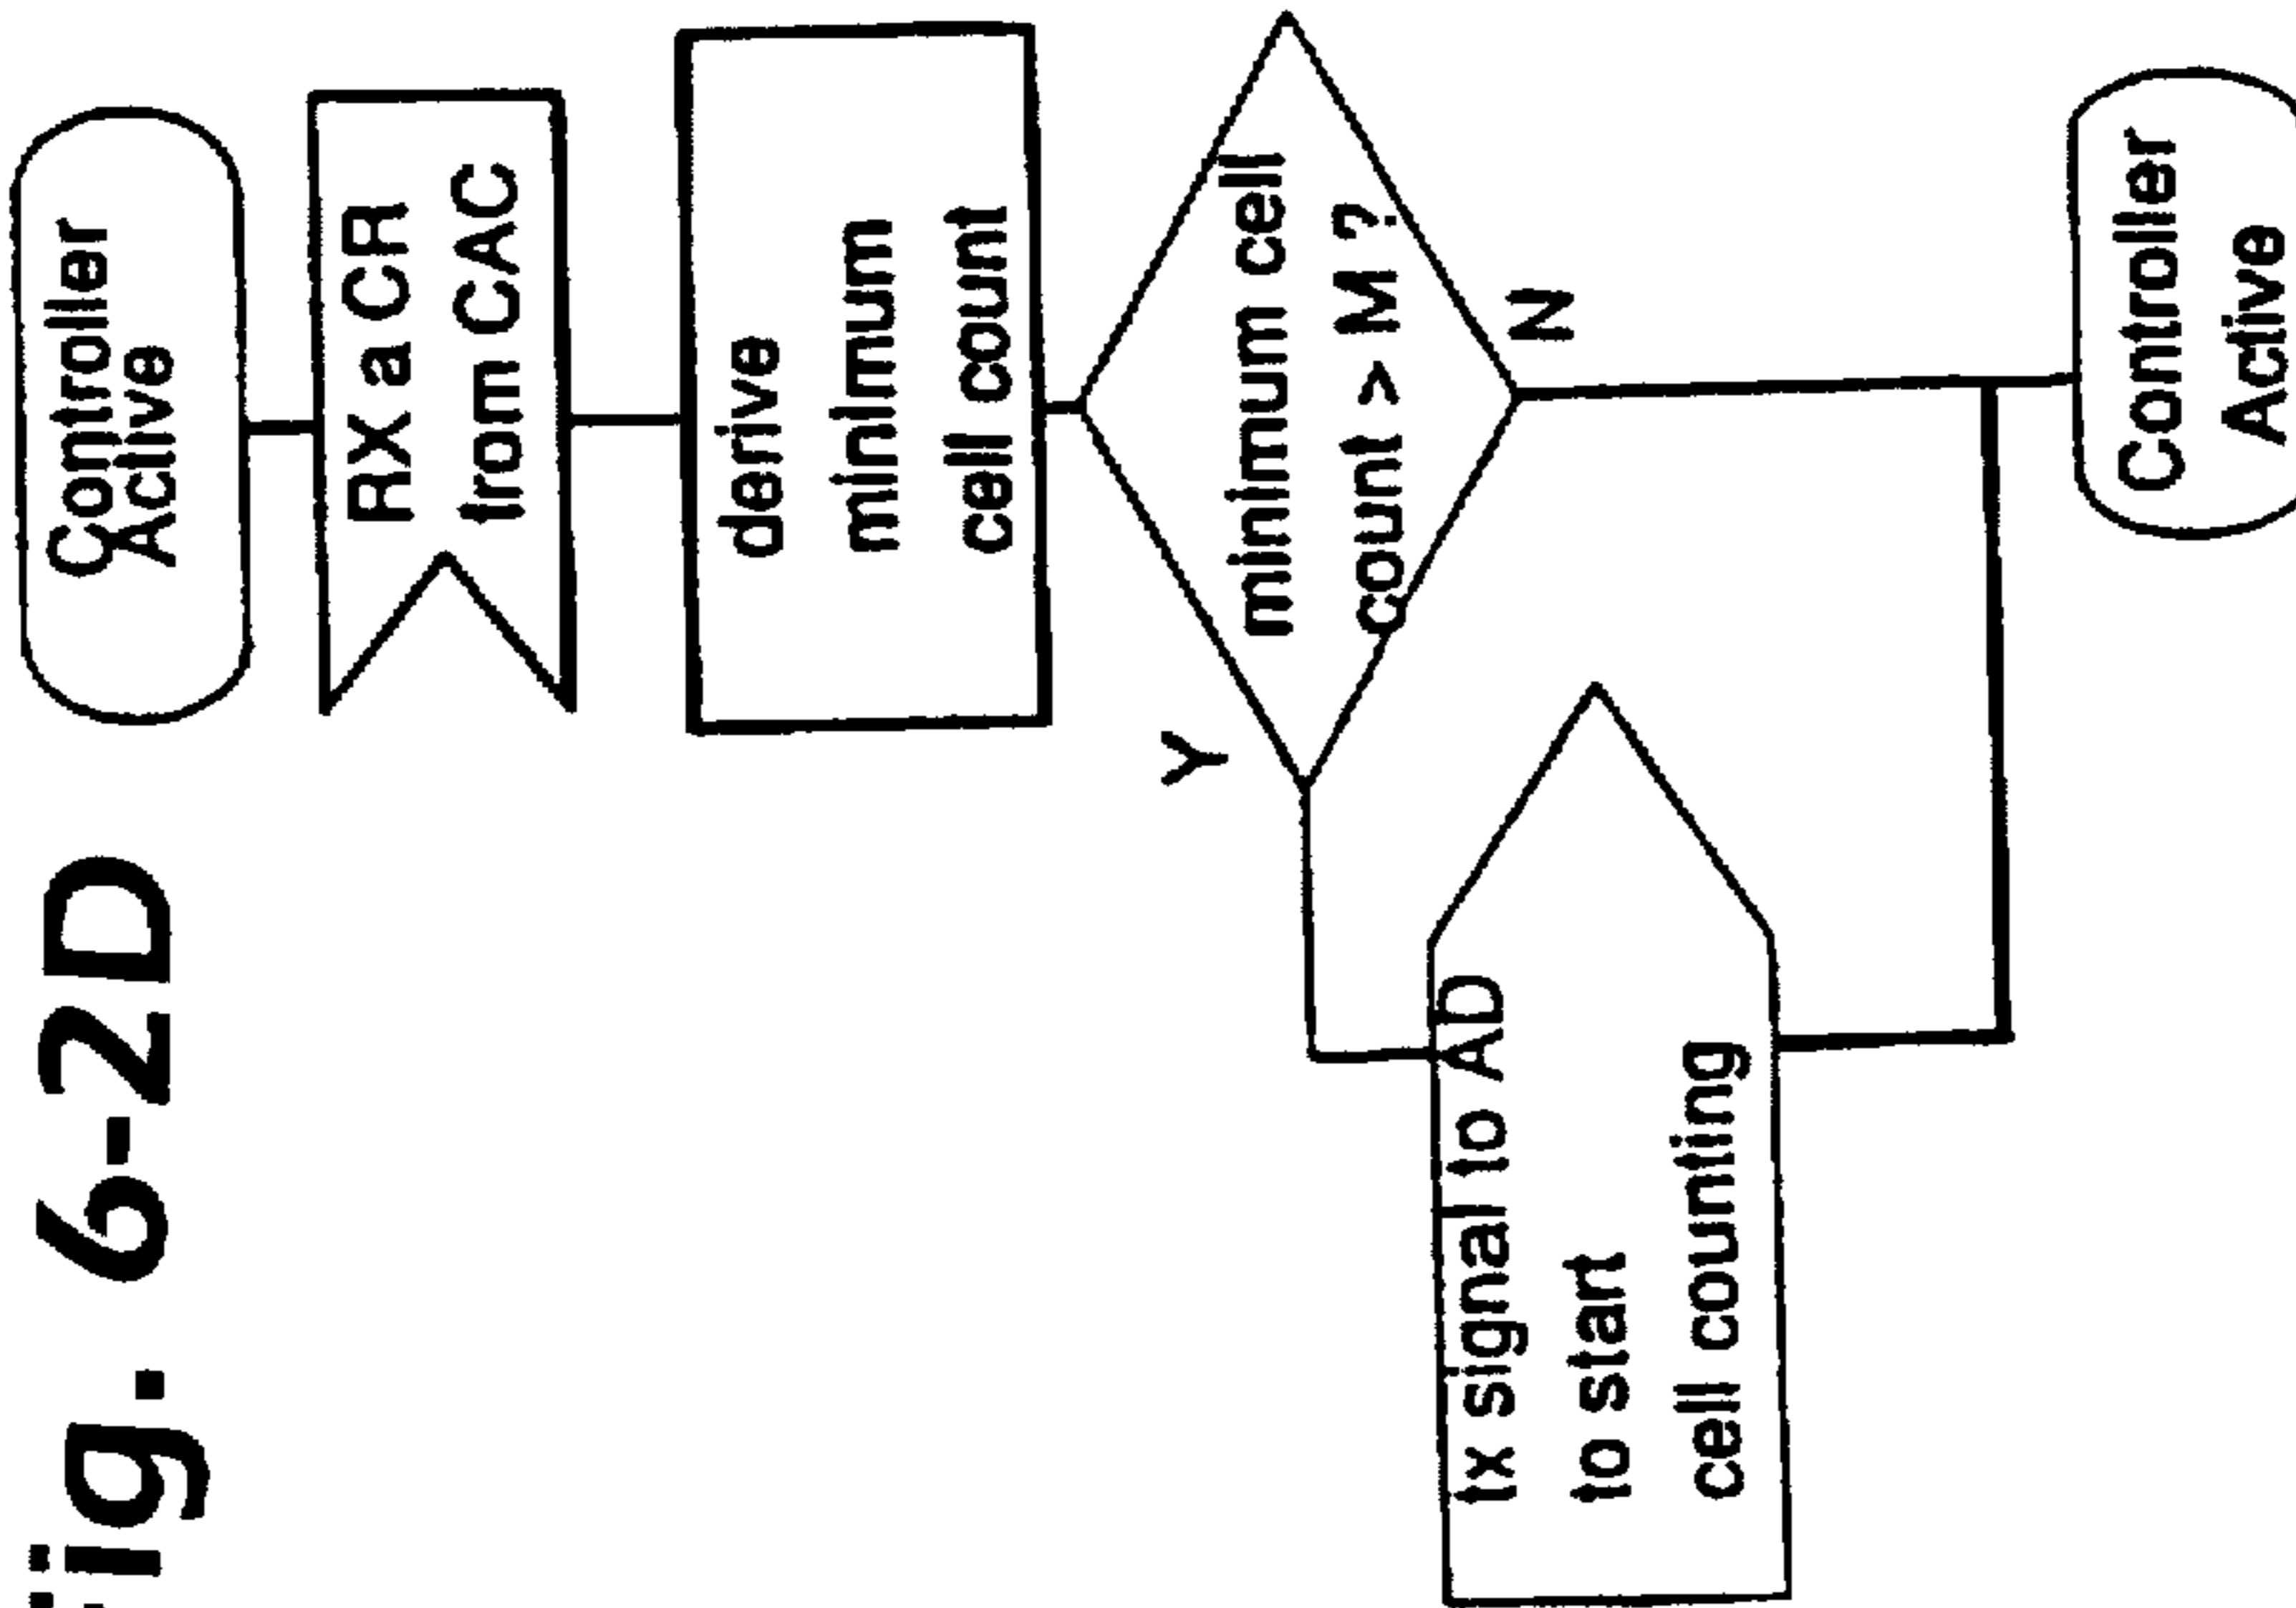 ig. 6-2D
Controller
Active
RX a CR
from CAC
derive
minimum
cell count
minimum cell
count > M ?
Y
N
tx signal to AD
to start
cell counting
Controller
Active